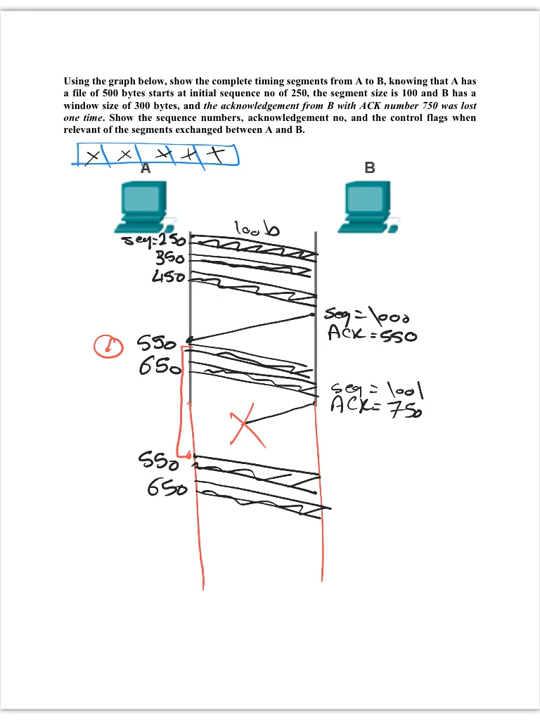 Using the graph below, show the complete timing segments from A to B, knowing that A has
a file of 500 bytes starts at initial sequence no of 250, the segment size is 100 and B has a
window size of 300 bytes, and the acknowledgement from B with ACK number 750 was lost
one time. Show the sequence numbers, acknowledgement no, and the control flags when
relevant of the segments exchanged between A and B.
x x x x x
A
B
100b
seq=250
350
450
seq=1000
ACK=550
550
650
seq=1001
ACK=750
X
550
650